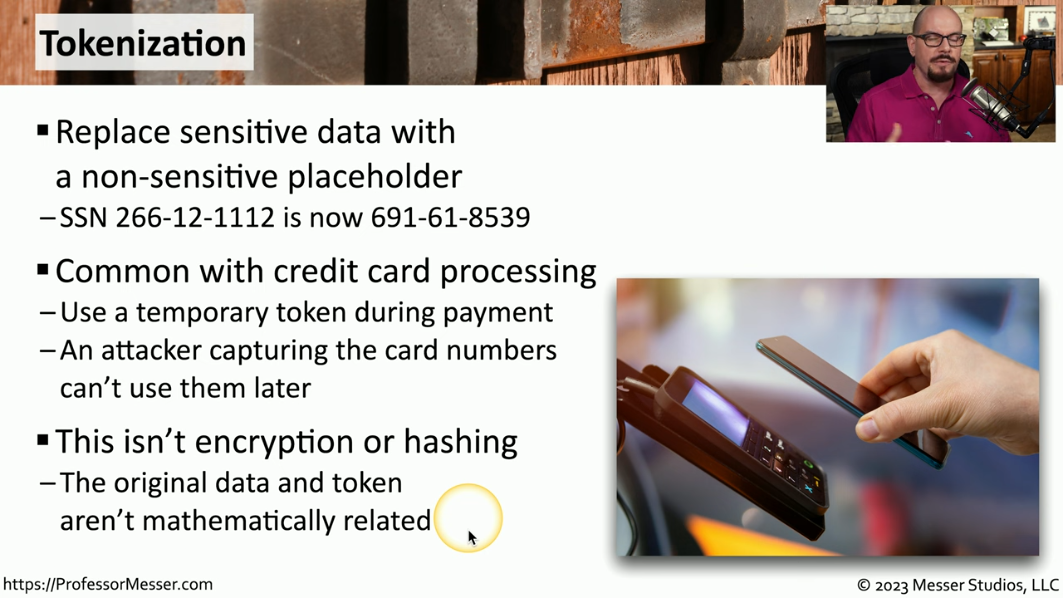 Tokenization
▪ Replace sensitive data with
a non-sensitive placeholder
– SSN 266-12-1112 is now 691-61-8539
▪ Common with credit card processing
– Use a temporary token during payment
– An attacker capturing the card numbers
can’t use them later
▪ This isn’t encryption or hashing
– The original data and token
aren’t mathematically related
https://ProfessorMesser.com
© 2023 Messer Studios, LLC